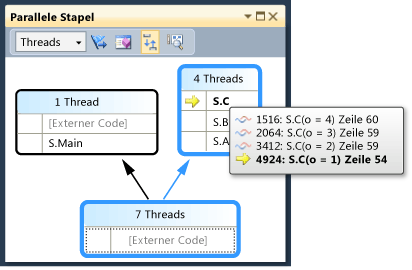 Parallele Stapel
Threads
4 Threads
1 Thread
S.C
[Externer Code]
S.B
S.Main
S.A
1516: S.C(o = 4) Zeile 60
2064: S.C(o = 3) Zeile 59
3412: S.C(o = 2) Zeile 59
4924: S.C(o = 1) Zeile 54
7 Threads
[Externer Code]